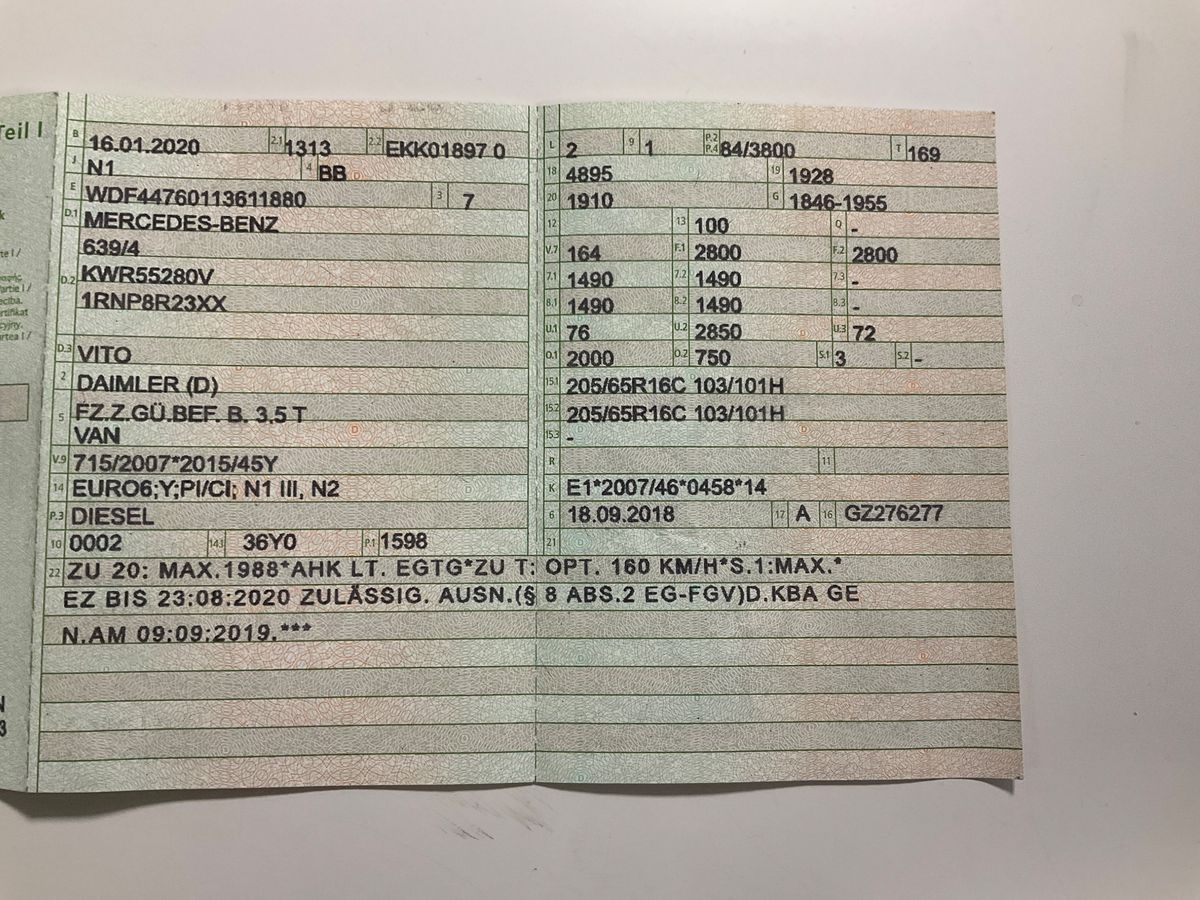 Teil I
B 16.01.2020 2.1 1313 2.2 EKK01897 0
J N1 4 BB
E WDF44760113611880 3 7
D.1 MERCEDES-BENZ
639/4
D.2 KWR55280V
1RNP8R23XX
D.3 VITO
2 DAIMLER (D)
5 FZ.Z.GÜ.BEF. B. 3,5 T
VAN
V.9 715/2007*2015/45Y
14 EURO6;Y;PI/CI; N1 III, N2
P.3 DIESEL
10 0002 14.1 36Y0 P.1 1598
L 2 9 1 P.2 P.4 84/3800 T 169
18 4895 19 1928
20 1910 G 1846-1955
12 13 100 Q -
V.7 164 F.1 2800 F.2 2800
7.1 1490 7.2 1490 7.3 -
8.1 1490 8.2 1490 8.3 -
U.1 76 U.2 2850 U.3 72
O.1 2000 O.2 750 S.1 3 S.2 -
15.1 205/65R16C 103/101H
15.2 205/65R16C 103/101H
15.3 -
R 11
K E1*2007/46*0458*14
6 18.09.2018 17 A 16 GZ276277
21
22 ZU 20: MAX.1988*AHK LT. EGTG*ZU T: OPT. 160 KM/H*S.1:MAX.*
EZ BIS 23:08:2020 ZULÄSSIG. AUSN.(§ 8 ABS.2 EG-FGV)D.KBA GE
N.AM 09:09:2019.***